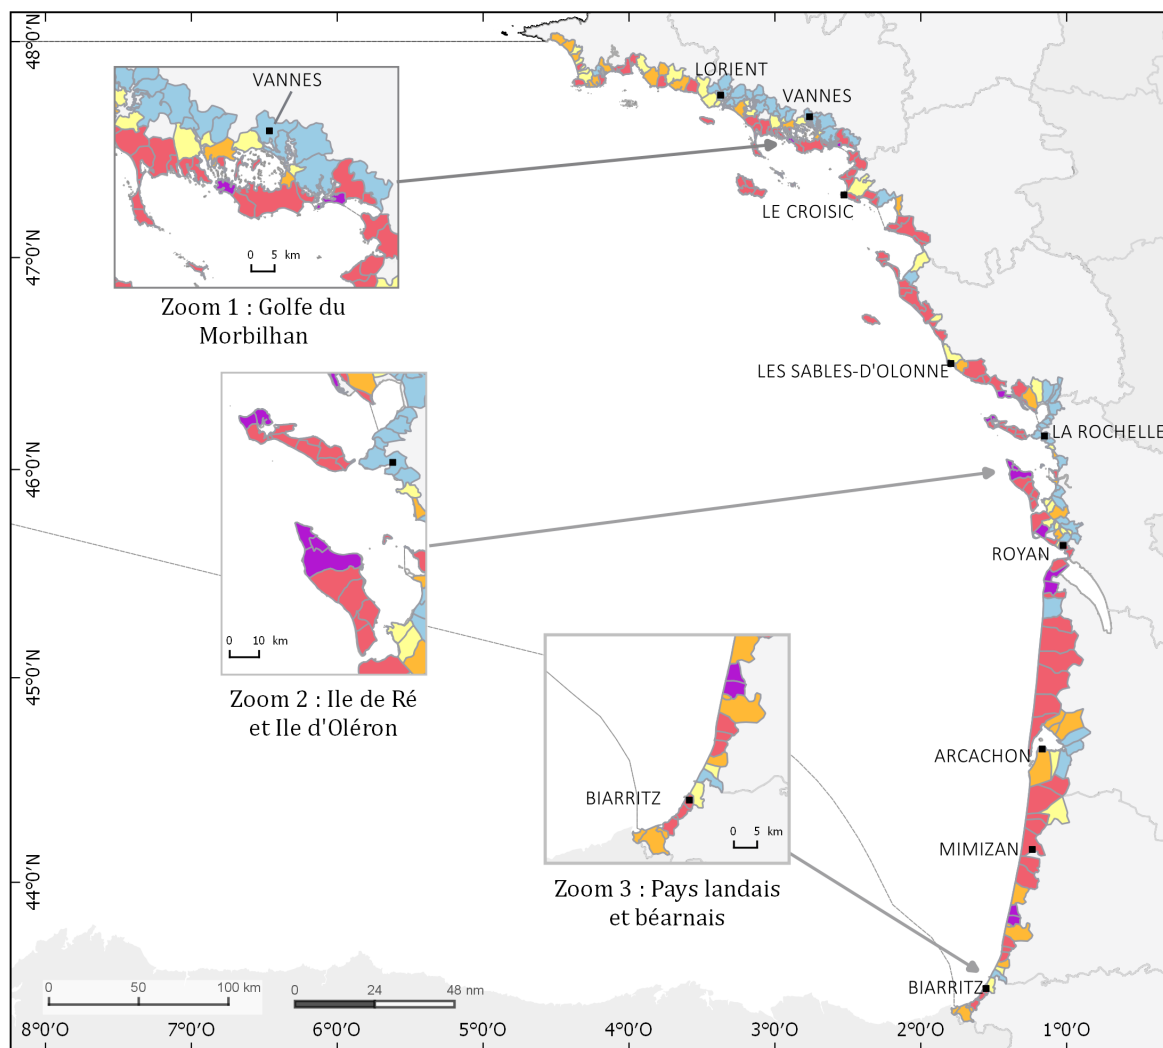 48°0'N
LORIENT
VANNES
VANNES
LE CROISIC
47°0'N
0 5 km
Zoom 1 : Golfe du
Morbilhan
LES SABLES-D'OLONNE
LA ROCHELLE
46°0'N
ROYAN
0 10 km
45°0'N
Zoom 2 : Ile de Ré
et Ile d'Oléron
ARCACHON
BIARRITZ
0 5 km
MIMIZAN
44°0'N
Zoom 3 : Pays landais
et béarnais
BIARRITZ
0 50 100 km
0 24 48 nm
8°0'O 7°0'O 6°0'O 5°0'O 4°0'O 3°0'O 2°0'O 1°0'O